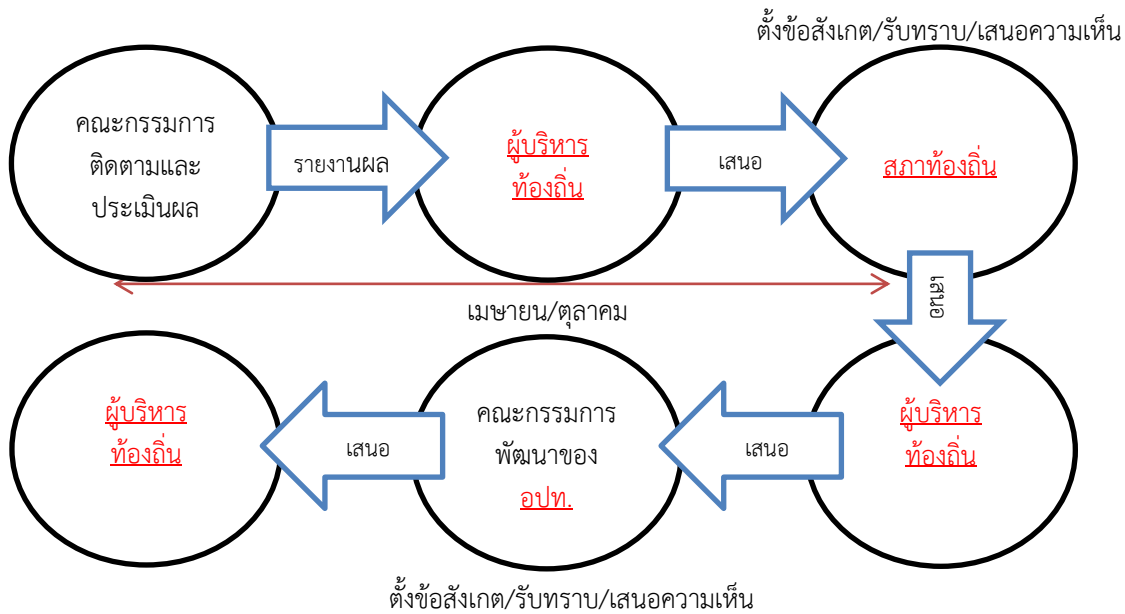 ตั้งข้อสังเกต/รับทราบ/เสนอความเห็น
คณะกรรมการ
ติดตามและ
ประเมินผล
รายงานผล
ผู้บริหาร
ท้องถิ่น
เสนอ
สภาท้องถิ่น
เมษายน/ตุลาคม
เสนอ
ผู้บริหาร
ท้องถิ่น
เสนอ
คณะกรรมการ
พัฒนาของ
อปท.
เสนอ
ผู้บริหาร
ท้องถิ่น
ตั้งข้อสังเกต/รับทราบ/เสนอความเห็น